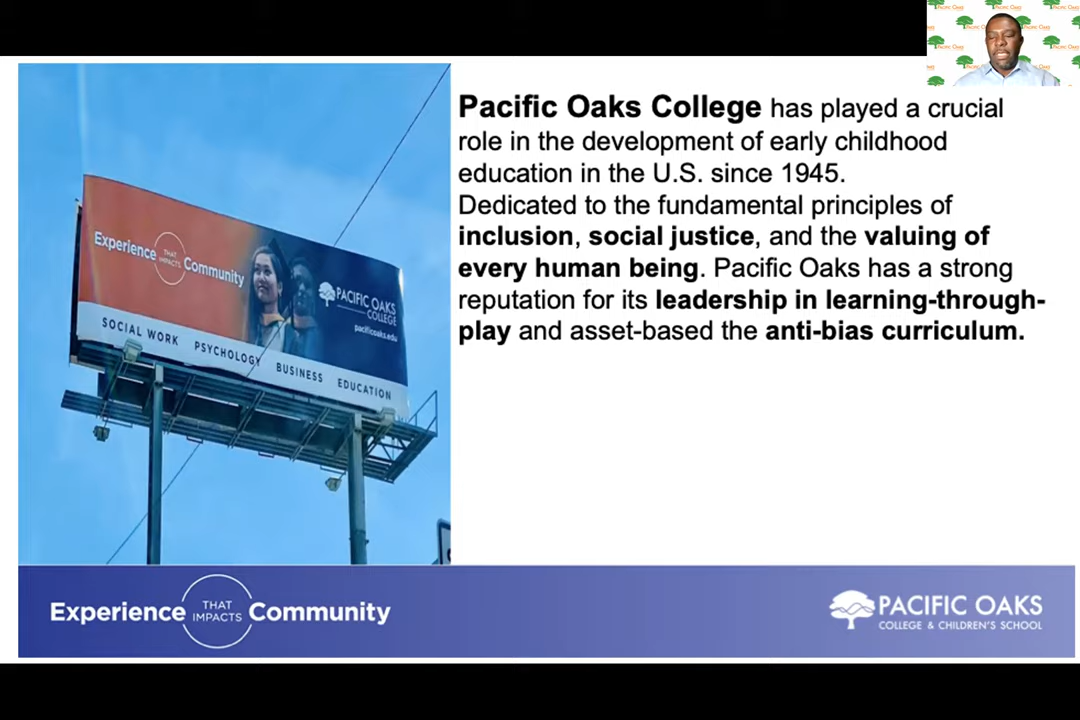 Pacific Oaks College has played a crucial
role in the development of early childhood
education in the U.S. since 1945.
Dedicated to the fundamental principles of
inclusion, social justice, and the valuing of
every human being. Pacific Oaks has a strong
reputation for its leadership in learning-through-
play and asset-based the anti-bias curriculum.
Experience THAT IMPACTS Community
PACIFIC OAKS
COLLEGE
pacificoaks.edu
SOCIAL WORK PSYCHOLOGY BUSINESS EDUCATION
Experience THAT IMPACTS Community
PACIFIC OAKS
COLLEGE & CHILDREN'S SCHOOL